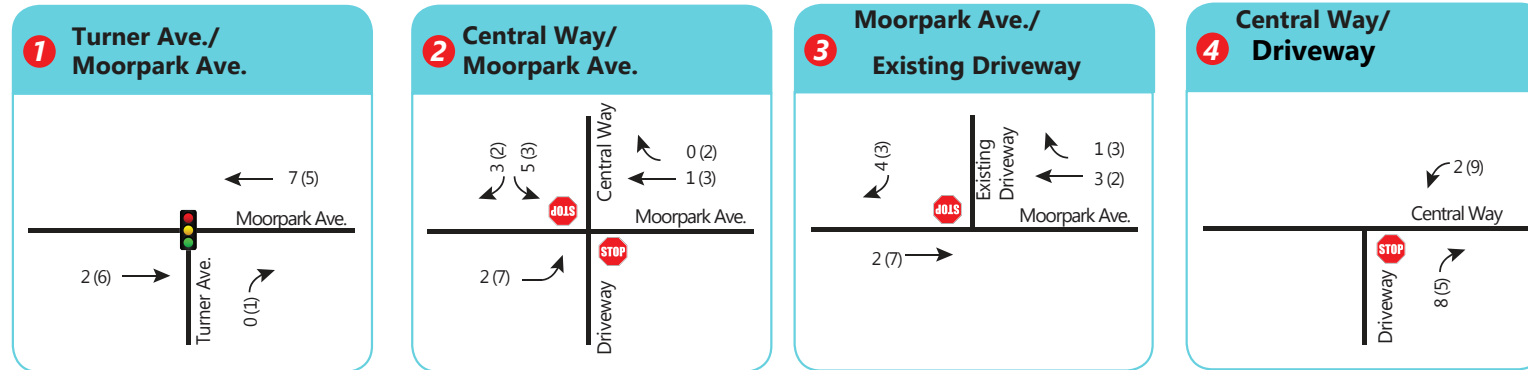 1
Turner Ave./
Moorpark Ave.
7 (5)
Moorpark Ave.
2 (6)
Turner Ave.
0 (1)
2
Central Way/
Moorpark Ave.
3 (2)
5 (3)
Central Way
0 (2)
1 (3)
STOP
Moorpark Ave.
STOP
2 (7)
Driveway
3
Moorpark Ave./
Existing Driveway
4 (3)
Existing
Driveway
1 (3)
3 (2)
STOP
Moorpark Ave.
2 (7)
4
Central Way/
Driveway
2 (9)
Central Way
STOP
Driveway
8 (5)